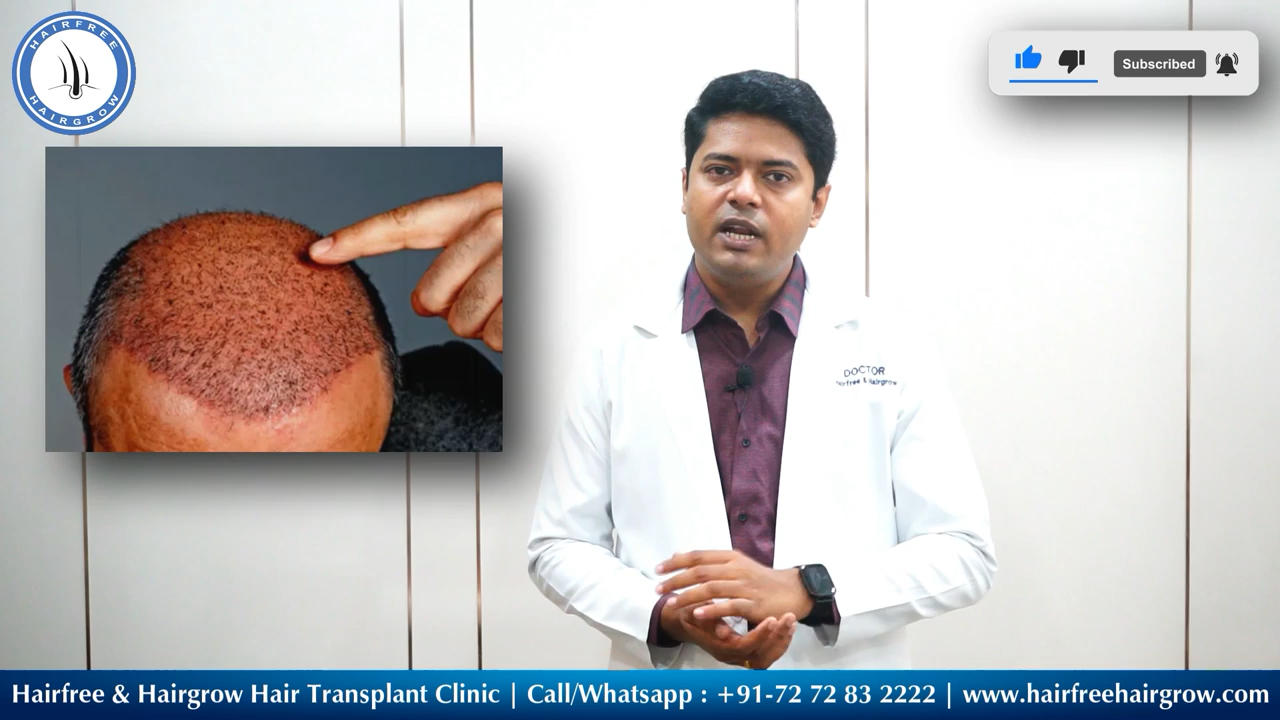 HAIRFREE
HAIRGROW
Subscribed
DOCTOR
Hairgrow
Hairfree & Hairgrow Hair Transplant Clinic | Call/Whatsapp : +91-72 72 83 2222 | www.hairfreehairgrow.com